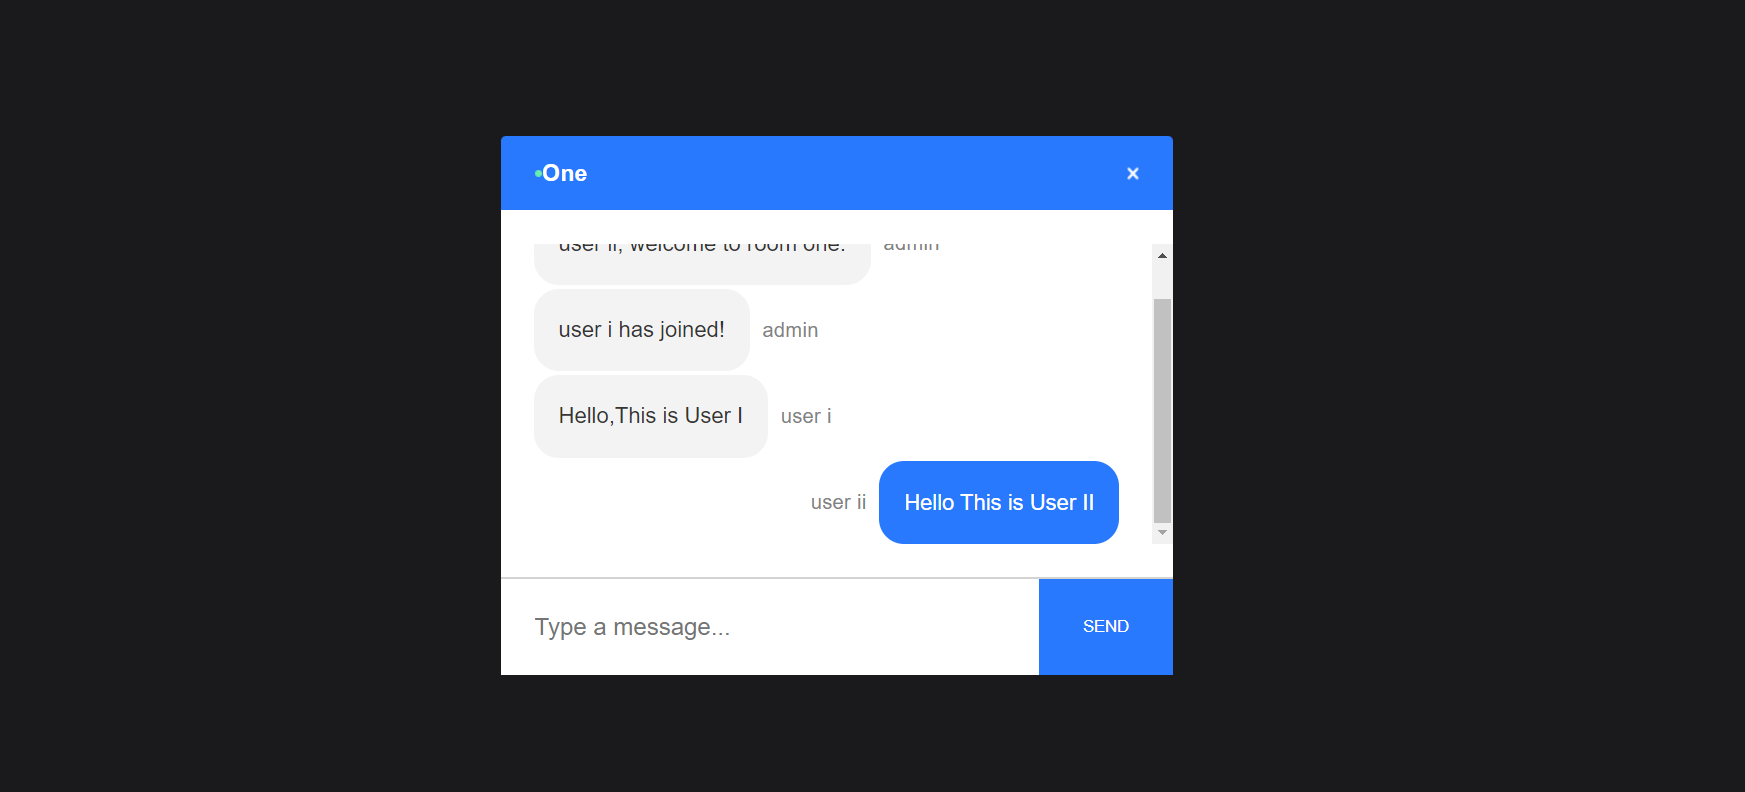 One
user ii, welcome to room one.
admin
user i has joined!
admin
Hello,This is User I
user i
user ii
Hello This is User II
Type a message...
SEND